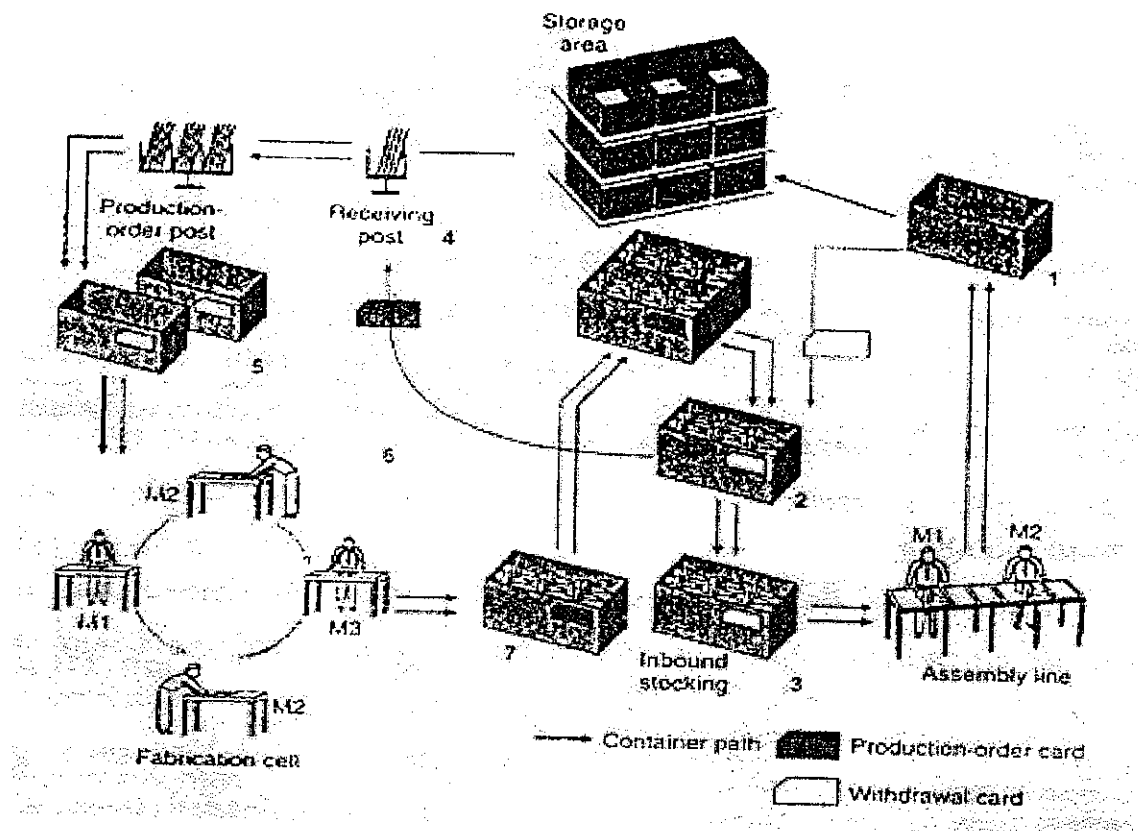 Storage
area
Production-
order post
Receiving
post 4
1
5
6
2
M2
M1
M3
M2
Fabrication cell
7
Inbound
stocking
3
M1 M2
Assembly line
Container path
Production-order card
Withdrawal card